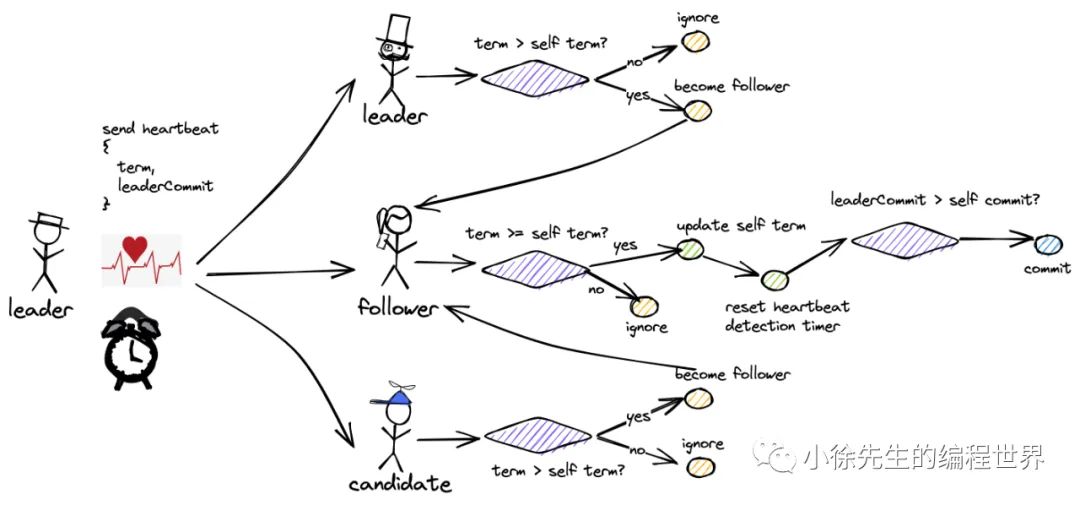 ignore
term > self term?
no
yes
become follower
leader
send heartbeat
{
term,
leaderCommit
}
leader
leaderCommit > self commit?
term >= self term?
yes
update self term
no
follower
ignore
reset heartbeat
detection timer
commit
become follower
yes
no
ignore
term > self term?
candidate
小徐先生的编程世界